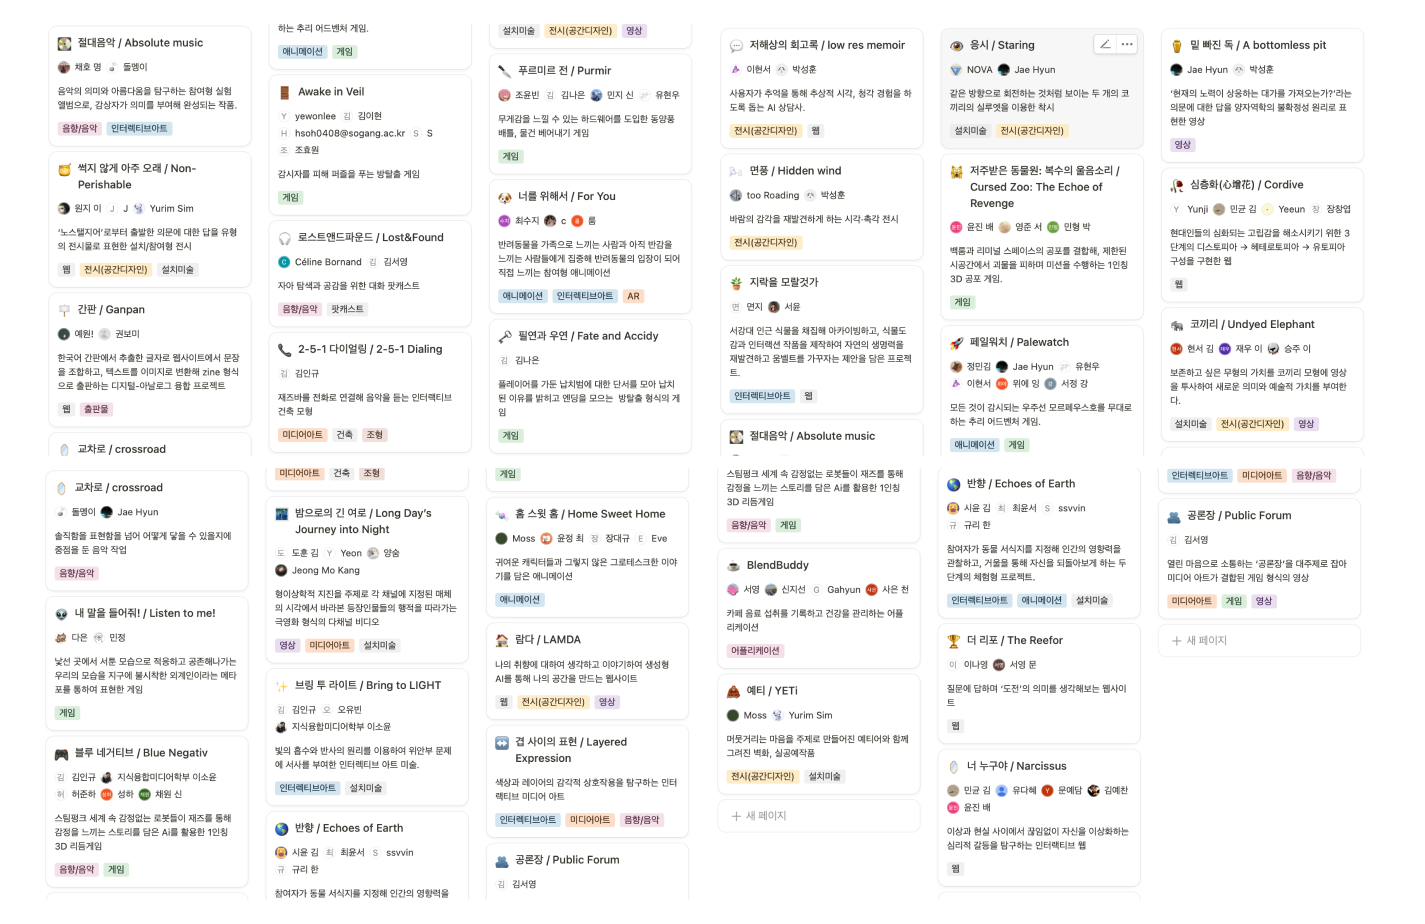 절대음악 / Absolute music
채호 명 돌멩이
음악의 의미와 아름다움을 탐구하는 참여형 실험
앨범으로, 감상자가 의미를 부여해 완성되는 작품.
음향/음악 인터렉티브아트
썩지 않게 아주 오래 / Non-
Perishable
원지 이 J J Yurim Sim
‘노스탤지어’로부터 출발한 의문에 대한 답을 유형
의 전시물로 표현한 설치/참여형 전시
웹 전시(공간디자인) 설치미술
간판 / Ganpan
예원! 권보미
한국어 간판에서 추출한 글자로 웹사이트에서 문장
을 조합하고, 텍스트를 이미지로 변환해 zine 형식
으로 출판하는 디지털-아날로그 융합 프로젝트
웹 출판물
교차로 / crossroad
하는 추리 어드벤처 게임.
애니메이션 게임
Awake in Veil
Y yewonlee 김 김이현
H hsoh0408@sogang.ac.kr S S
조 조효원
감시자를 피해 퍼즐을 푸는 방탈출 게임
게임
로스트앤드파운드 / Lost&Found
C Céline Bornand 김 김서영
자아 탐색과 공감을 위한 대화 팟캐스트
음향/음악 팟캐스트
2-5-1 다이얼링 / 2-5-1 Dialing
김 김인규
재즈바를 전화로 연결해 음악을 듣는 인터랙티브
건축 모형
미디어아트 건축 조형
설치미술 전시(공간디자인) 영상
푸르미르 전 / Purmir
조윤빈 김 김나은 민지 신 유현우
무게감을 느낄 수 있는 하드웨어를 도입한 동양풍
배틀, 물건 베어내기 게임
게임
너를 위해서 / For You
수지 최수지 c 룸 룸
반려동물을 가족으로 느끼는 사람과 아직 반감을
느끼는 사람들에게 집중해 반려동물의 입장이 되어
직접 느끼는 참여형 애니메이션
애니메이션 인터렉티브아트 AR
필연과 우연 / Fate and Accidy
김 김나은
플레이어를 가둔 납치범에 대한 단서를 모아 납치
된 이유를 밝히고 엔딩을 모으는 방탈출 형식의 게
임
게임
저해상의 회고록 / low res memoir
이현서 박성훈
사용자가 추억을 통해 추상적 시각, 청각 경험을 하
도록 돕는 AI 상담사.
전시(공간디자인) 웹
면풍 / Hidden wind
too Roading 박성훈
바람의 감각을 재발견하게 하는 시각-촉각 전시
전시(공간디자인)
지락을 모랄것가
면 면지 서윤
서강대 인근 식물을 채집해 아카이빙하고, 식물도
감과 인터랙션 작품을 제작하여 자연의 생명력을
재발견하고 움벨트를 가꾸자는 제안을 담은 프로젝
트.
인터렉티브아트 웹
절대음악 / Absolute music
응시 / Staring
NOVA Jae Hyun
같은 방향으로 회전하는 것처럼 보이는 두 개의 코
끼리의 실루엣을 이용한 착시
설치미술 전시(공간디자인)
저주받은 동물원: 복수의 울음소리 /
Cursed Zoo: The Echoe of
Revenge
윤진 윤진 배 영준 서 민형 민형 박
백룸과 리미널 스페이스의 공포를 결합해, 제한된
시공간에서 괴물을 피하며 미션을 수행하는 1인칭
3D 공포 게임.
게임
페일워치 / Palewatch
정민김 Jae Hyun 유현우
이현서 위에 잉 서정 강
모든 것이 감시되는 우주선 모르페우스호를 무대로
하는 추리 어드벤처 게임.
애니메이션 게임
밑 빠진 독 / A bottomless pit
Jae Hyun 박성훈
‘현재의 노력이 상응하는 대가를 가져오는가?’라는
의문에 대한 답을 양자역학의 불확정성 원리로 표
현한 영상
영상
심층화(心增花) / Cordive
Y Yunji 민균 김 Yeeun 장 장창엽
현대인들의 심화되는 고립감을 해소시키기 위한 3
단계의 디스토피아 → 헤테로토피아 → 유토피아
구성을 구현한 웹
웹
코끼리 / Undyed Elephant
현서 현서 김 재우 재우 이 승주 이
보존하고 싶은 무형의 가치를 코끼리 모형에 영상
을 투사하여 새로운 의미와 예술적 가치를 부여한
다.
설치미술 전시(공간디자인) 영상
교차로 / crossroad
돌멩이 Jae Hyun
솔직함을 표현함을 넘어 어떻게 닿을 수 있을지에
중점을 둔 음악 작업
음향/음악
내 말을 들어줘! / Listen to me!
다은 민정
낯선 곳에서 서툰 모습으로 적응하고 공존해나가는
우리의 모습을 지구에 불시착한 외계인이라는 메타
포를 통하여 표현한 게임
게임
블루 네거티브 / Blue Negativ
김 김인규 지식융합미디어학부 이소윤
허 허준하 성하 성하 채원 채원 신
스팀펑크 세계 속 감정없는 로봇들이 재즈를 통해
감정을 느끼는 스토리를 담은 Ai를 활용한 1인칭
3D 리듬게임
음향/음악 게임
미디어아트 건축 조형
밤으로의 긴 여로 / Long Day’s
Journey into Night
도 도훈 김 Y Yeon 양숨
Jeong Mo Kang
형이상학적 지진을 주제로 각 채널에 지정된 매체
의 시각에서 바라본 등장인물들의 행적을 따라가는
극영화 형식의 다채널 비디오
영상 미디어아트 설치미술
브링 투 라이트 / Bring to LIGHT
김 김인규 오 오유빈
지식융합미디어학부 이소윤
빛의 흡수와 반사의 원리를 이용하여 위안부 문제
에 서사를 부여한 인터렉티브 아트 미술.
인터렉티브아트 설치미술
반향 / Echoes of Earth
시윤 김 최 최윤서 S ssvvin
규 규리 한
참여자가 동물 서식지를 지정해 인간의 영향력을
게임
홈 스윗 홈 / Home Sweet Home
Moss 윤정 최 장 장대규 E Eve
귀여운 캐릭터들과 그렇지 않은 그로테스크한 이야
기를 담은 애니메이션
애니메이션
람다 / LAMDA
나의 취향에 대하여 생각하고 이야기하여 생성형
AI를 통해 나의 공간을 만드는 웹사이트
웹 전시(공간디자인) 영상
겹 사이의 표현 / Layered
Expression
색상과 레이어의 감각적 상호작용을 탐구하는 인터
랙티브 미디어 아트
인터렉티브아트 미디어아트 음향/음악
공론장 / Public Forum
김 김서영
스팀펑크 세계 속 감정없는 로봇들이 재즈를 통해
감정을 느끼는 스토리를 담은 Ai를 활용한 1인칭
3D 리듬게임
음향/음악 게임
BlendBuddy
서영 신지선 G Gahyun 사은 사은 천
카페 음료 섭취를 기록하고 건강을 관리하는 어플
리케이션
어플리케이션
예티 / YETi
Moss Yurim Sim
머뭇거리는 마음을 주제로 만들어진 예티어와 함께
그려진 벽화, 실공예작품
전시(공간디자인) 설치미술
+ 새 페이지
반향 / Echoes of Earth
시윤 김 최 최윤서 S ssvvin
규 규리 한
참여자가 동물 서식지를 지정해 인간의 영향력을
관찰하고, 거울을 통해 자신을 되돌아보게 하는 두
단계의 체험형 프로젝트.
인터렉티브아트 애니메이션 설치미술
더 리포 / The Reefor
이 이나영 서영 서영 문
질문에 답하며 ‘도전’의 의미를 생각해보는 웹사이
트
웹
너 누구야 / Narcissus
민균 김 유다혜 Y 문예담 김예찬
윤진 윤진 배
이상과 현실 사이에서 끊임없이 자신을 이상화하는
심리적 갈등을 탐구하는 인터랙티브 웹
웹
인터렉티브아트 미디어아트 음향/음악
공론장 / Public Forum
김 김서영
열린 마음으로 소통하는 ‘공론장’을 대주제로 잡아
미디어 아트가 결합된 게임 형식의 영상
미디어아트 게임 영상
+ 새 페이지